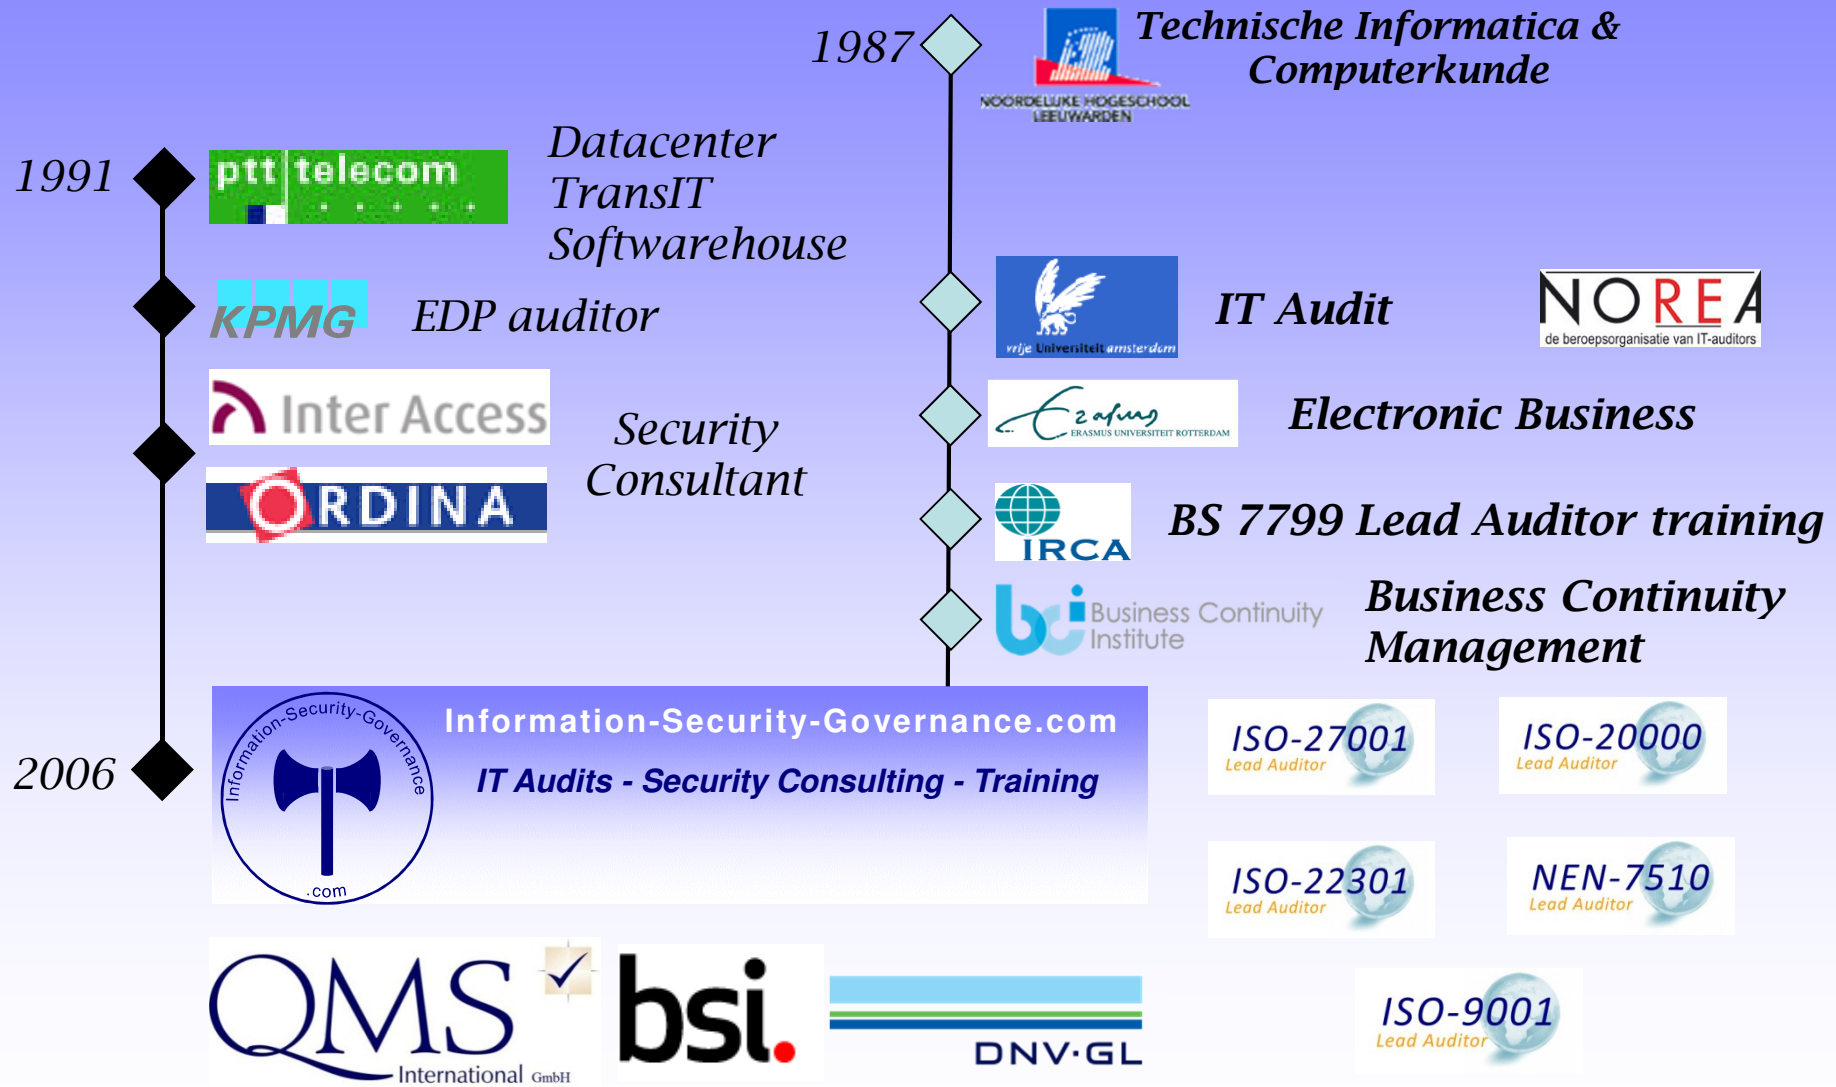 1987
Technische Informatica &
Computerkunde
NOORDELIJKE HOGESCHOOL
LEEUWARDEN
1991
ptt telecom
Datacenter
TransIT
Softwarehouse
KPMG
EDP auditor
vrije Universiteit amsterdam
IT Audit
NOREA
de beroepsorganisatie van IT-auditors
Inter Access
ORDINA
Security
Consultant
Erasmus
ERASMUS UNIVERSITEIT ROTTERDAM
Electronic Business
IRCA
BS 7799 Lead Auditor training
bci Business Continuity
Institute
Business Continuity
Management
2006
Information-Security-Governance
.com
Information-Security-Governance.com
IT Audits - Security Consulting - Training
ISO-27001
Lead Auditor
ISO-20000
Lead Auditor
ISO-22301
Lead Auditor
NEN-7510
Lead Auditor
ISO-9001
Lead Auditor
QMS
International GmbH
bsi.
DNV·GL